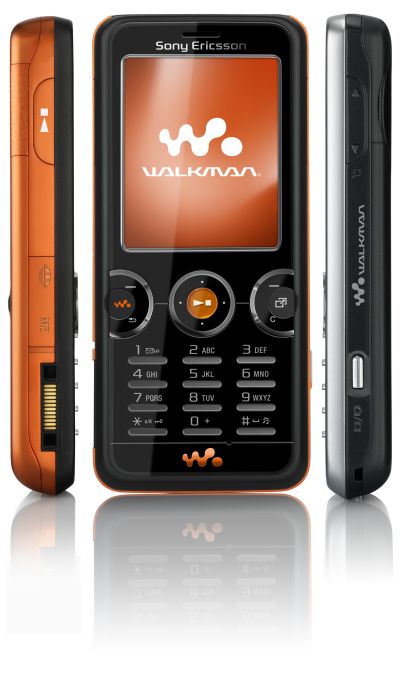 Sony Ericsson
WALKMAN®
C
1 2 ABC 3 DEF
4 GHI 5 JKL 6 MNO
7 PQRS 8 TUV 9 WXYZ
* a/A 0 + #
M2
WALKMAN